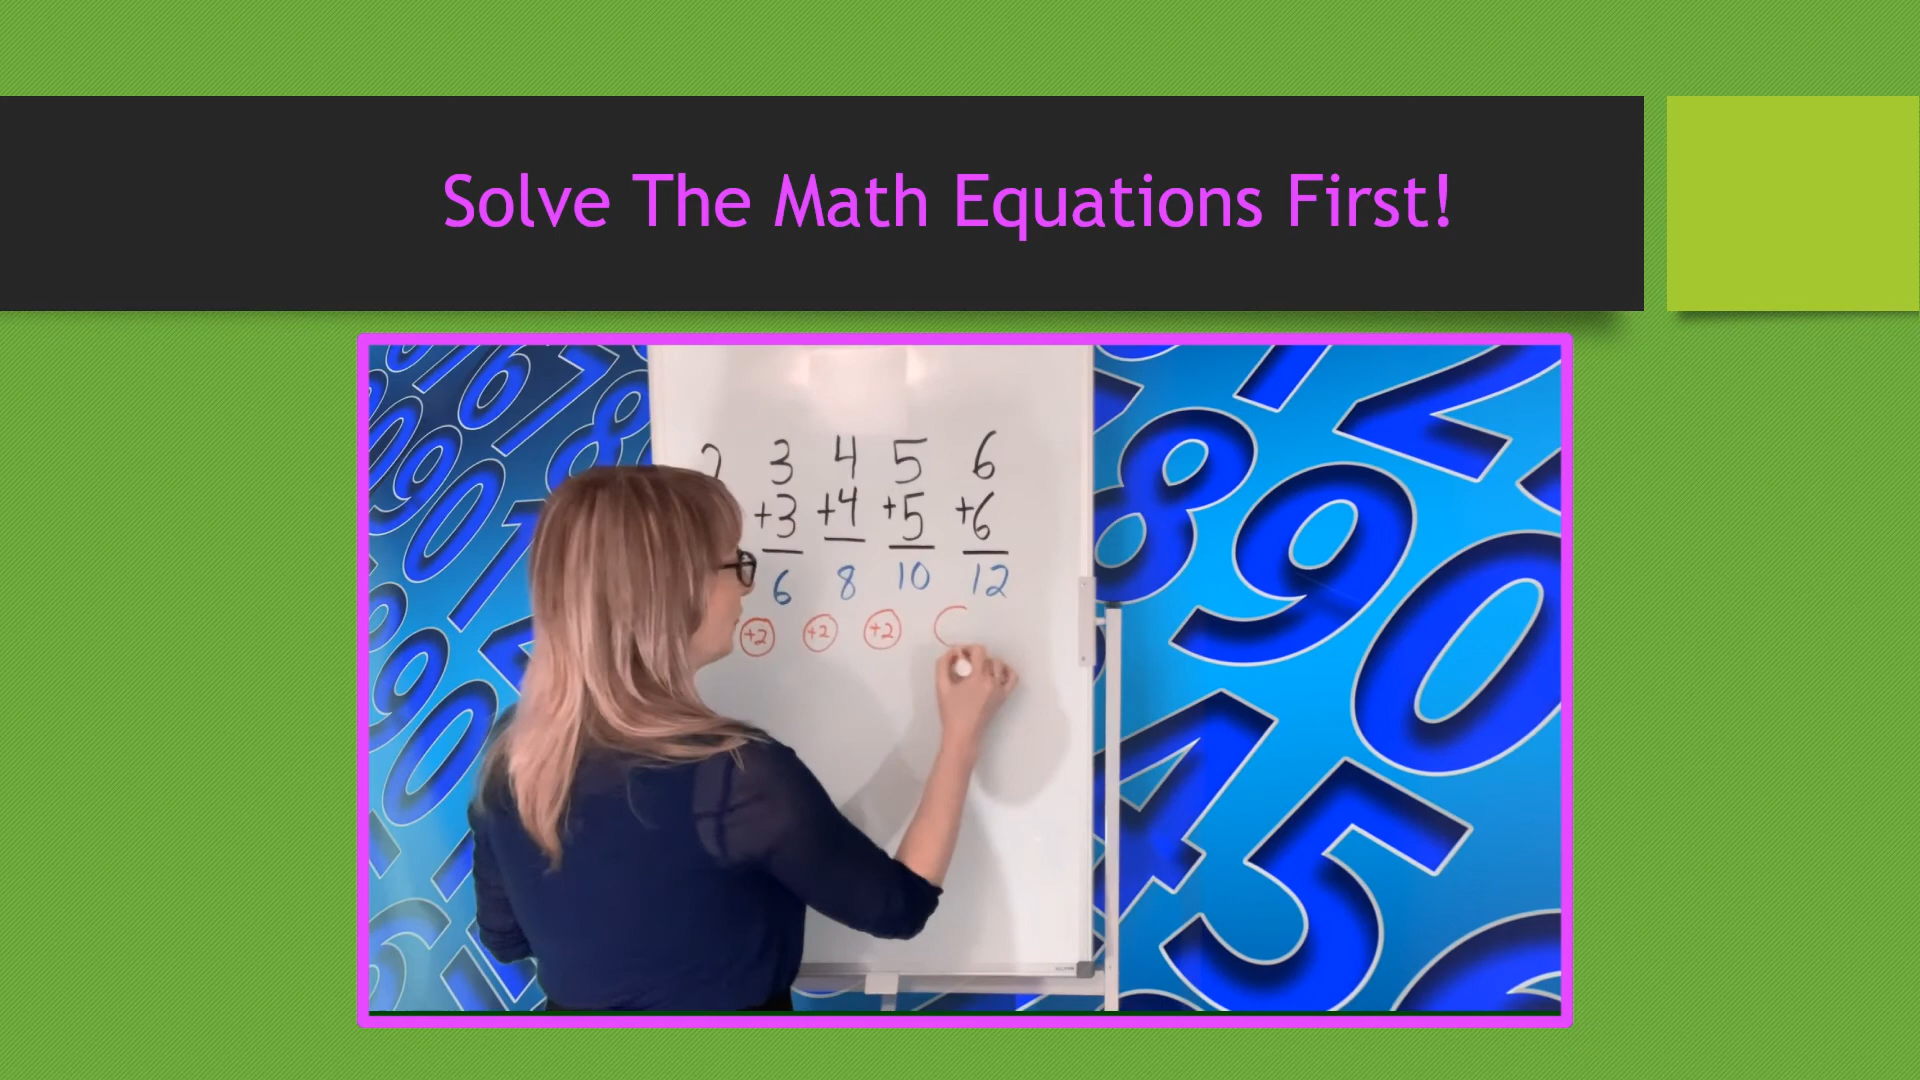 Solve The Math Equations First!
2 3 4 5 6
+3 +4 +5 +6
6 8 10 12
+2 +2 +2